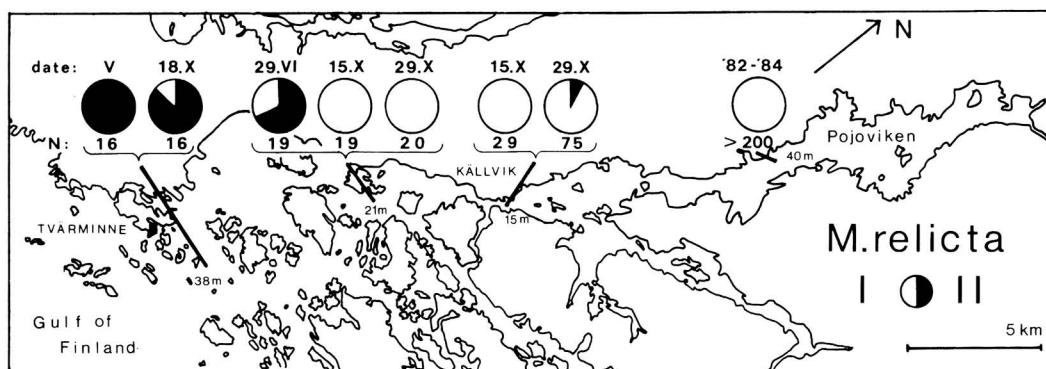 N
date: V 18.X 29.VI 15.X 29.X 15.X 29.X '82-'84
N: 16 16 19 19 20 29 75 >200
Pojoviken
40m
KÄLLVIK
21m
15m
TVÄRMINNE
M.relicta
38m
I II
Gulf of
Finland
5 km